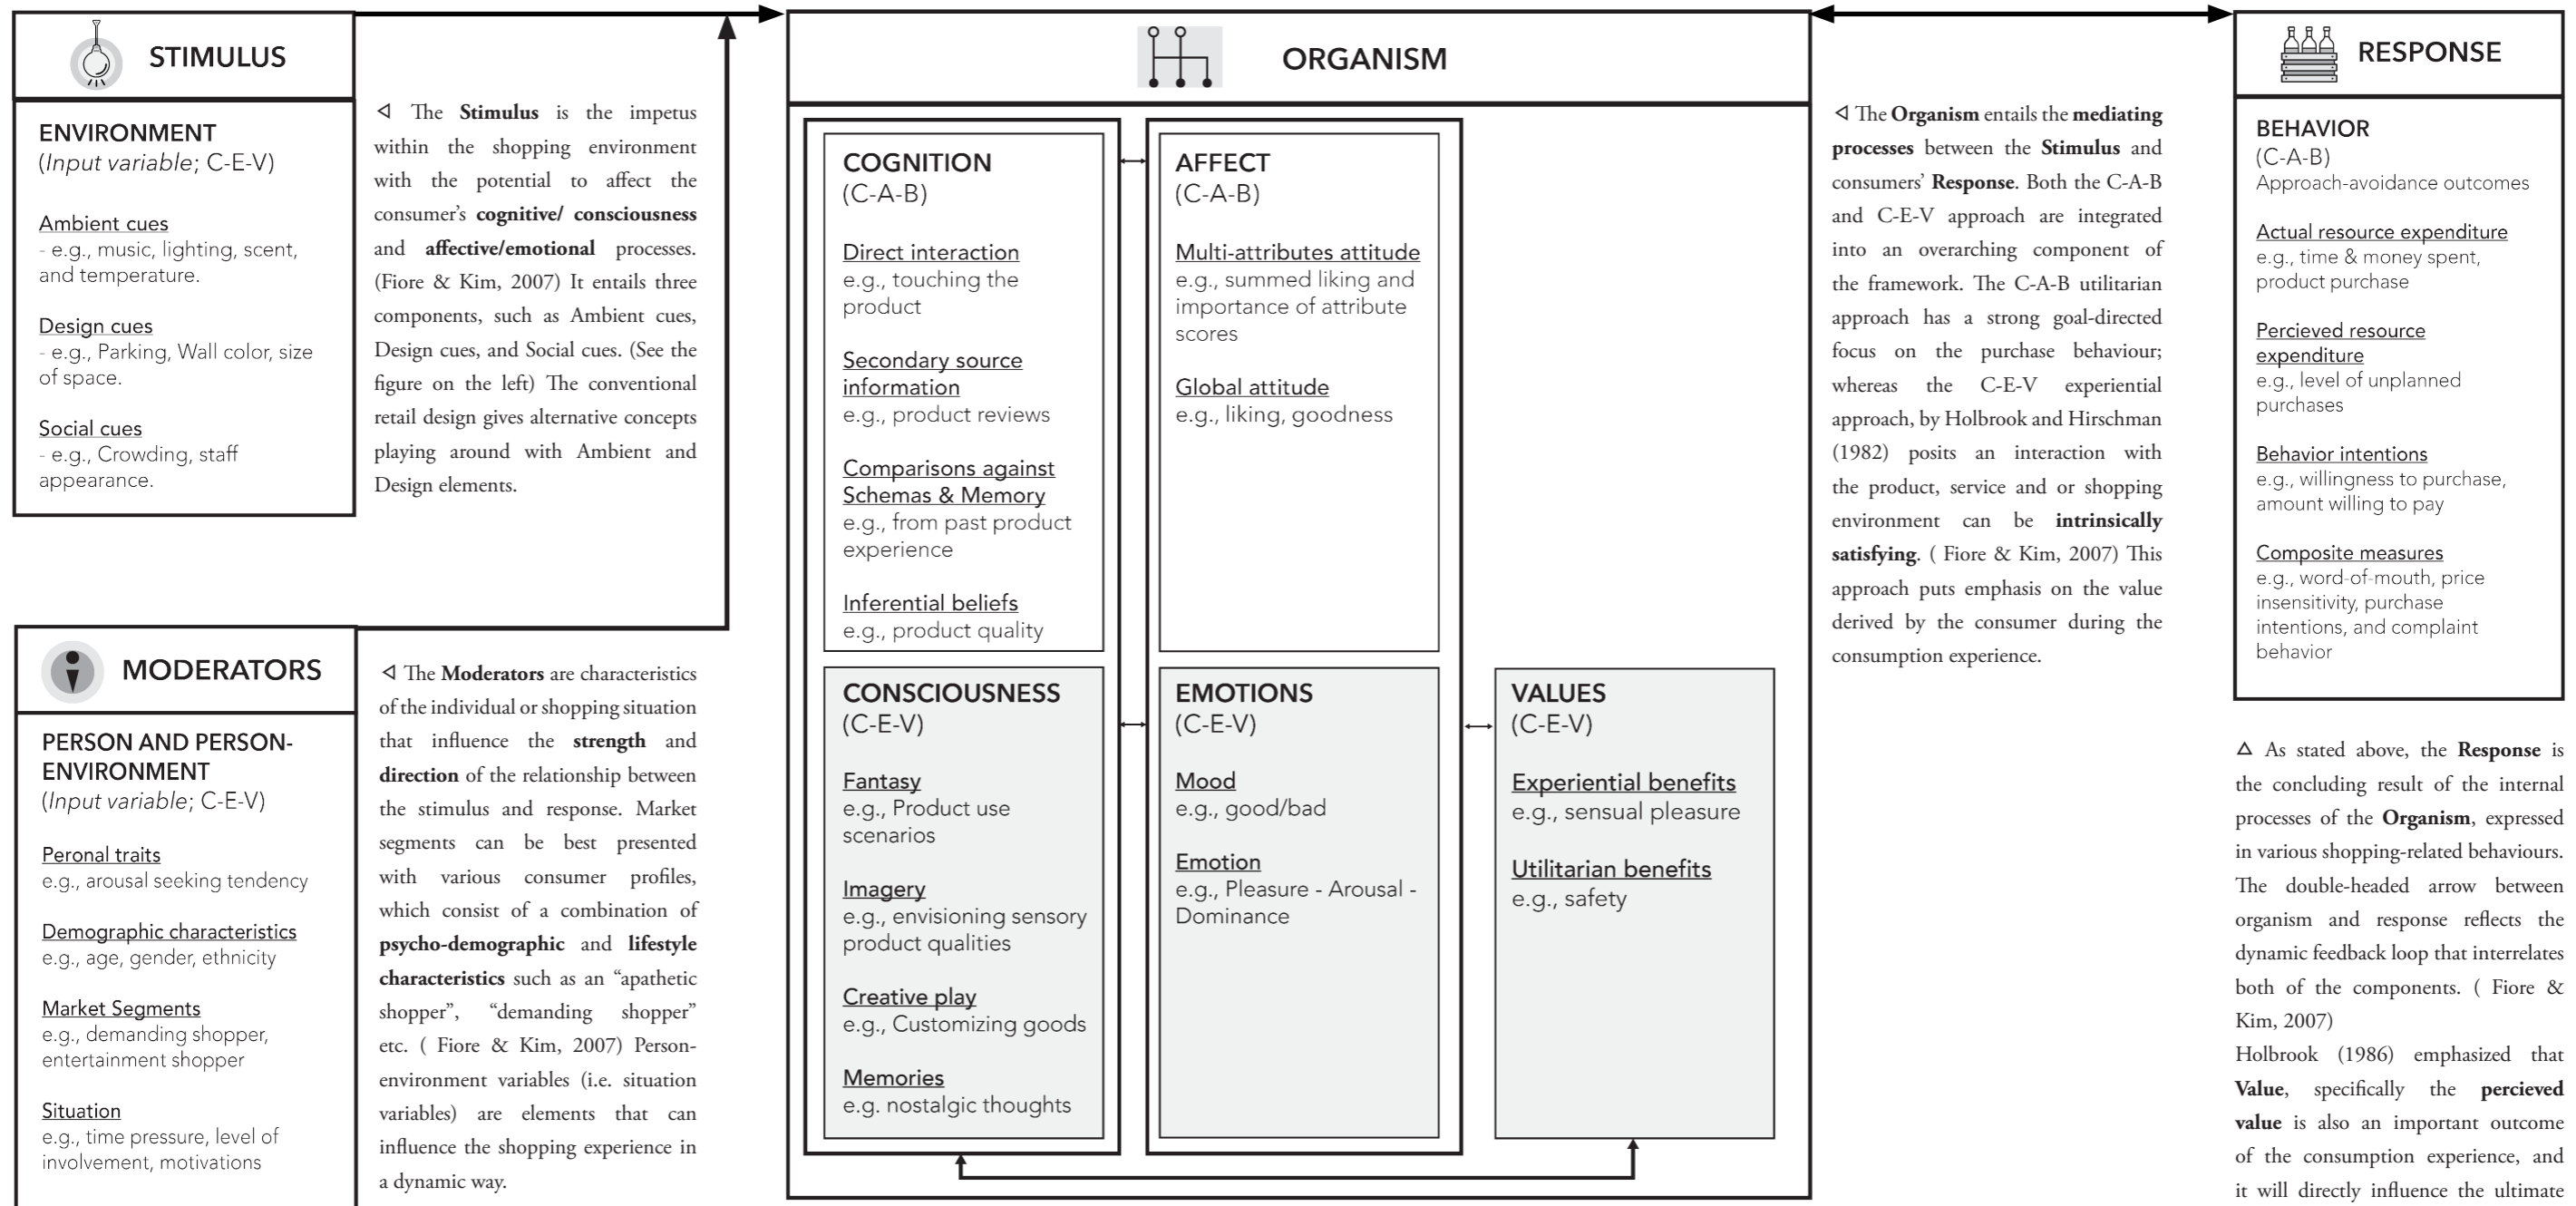 STIMULUS
ENVIRONMENT
(Input variable; C-E-V)
Ambient cues
- e.g., music, lighting, scent,
and temperature.
Design cues
- e.g., Parking, Wall color, size
of space.
Social cues
- e.g., Crowding, staff
appearance.
◁ The Stimulus is the impetus
within the shopping environment
with the potential to affect the
consumer’s cognitive/ consciousness
and affective/emotional processes.
(Fiore & Kim, 2007) It entails three
components, such as Ambient cues,
Design cues, and Social cues. (See the
figure on the left) The conventional
retail design gives alternative concepts
playing around with Ambient and
Design elements.
MODERATORS
PERSON AND PERSON-
ENVIRONMENT
(Input variable; C-E-V)
Peronal traits
e.g., arousal seeking tendency
Demographic characteristics
e.g., age, gender, ethnicity
Market Segments
e.g., demanding shopper,
entertainment shopper
Situation
e.g., time pressure, level of
involvement, motivations
◁ The Moderators are characteristics
of the individual or shopping situation
that influence the strength and
direction of the relationship between
the stimulus and response. Market
segments can be best presented
with various consumer profiles,
which consist of a combination of
psycho-demographic and lifestyle
characteristics such as an “apathetic
shopper”, “demanding shopper”
etc. ( Fiore & Kim, 2007) Person-
environment variables (i.e. situation
variables) are elements that can
influence the shopping experience in
a dynamic way.
ORGANISM
COGNITION
(C-A-B)
Direct interaction
e.g., touching the
product
Secondary source
information
e.g., product reviews
Comparisons against
Schemas & Memory
e.g., from past product
experience
Inferential beliefs
e.g., product quality
AFFECT
(C-A-B)
Multi-attributes attitude
e.g., summed liking and
importance of attribute
scores
Global attitude
e.g., liking, goodness
CONSCIOUSNESS
(C-E-V)
Fantasy
e.g., Product use
scenarios
Imagery
e.g., envisioning sensory
product qualities
Creative play
e.g., Customizing goods
Memories
e.g. nostalgic thoughts
EMOTIONS
(C-E-V)
Mood
e.g., good/bad
Emotion
e.g., Pleasure - Arousal -
Dominance
VALUES
(C-E-V)
Experiential benefits
e.g., sensual pleasure
Utilitarian benefits
e.g., safety
◁ The Organism entails the mediating
processes between the Stimulus and
consumers’ Response. Both the C-A-B
and C-E-V approach are integrated
into an overarching component of
the framework. The C-A-B utilitarian
approach has a strong goal-directed
focus on the purchase behaviour;
whereas the C-E-V experiential
approach, by Holbrook and Hirschman
(1982) posits an interaction with
the product, service and or shopping
environment can be intrinsically
satisfying. ( Fiore & Kim, 2007) This
approach puts emphasis on the value
derived by the consumer during the
consumption experience.
RESPONSE
BEHAVIOR
(C-A-B)
Approach-avoidance outcomes
Actual resource expenditure
e.g., time & money spent,
product purchase
Percieved resource
expenditure
e.g., level of unplanned
purchases
Behavior intentions
e.g., willingness to purchase,
amount willing to pay
Composite measures
e.g., word-of-mouth, price
insensitivity, purchase
intentions, and complaint
behavior
△ As stated above, the Response is
the concluding result of the internal
processes of the Organism, expressed
in various shopping-related behaviours.
The double-headed arrow between
organism and response reflects the
dynamic feedback loop that interrelates
both of the components. ( Fiore &
Kim, 2007)
Holbrook (1986) emphasized that
Value, specifically the percieved
value is also an important outcome
of the consumption experience, and
it will directly influence the ultimate